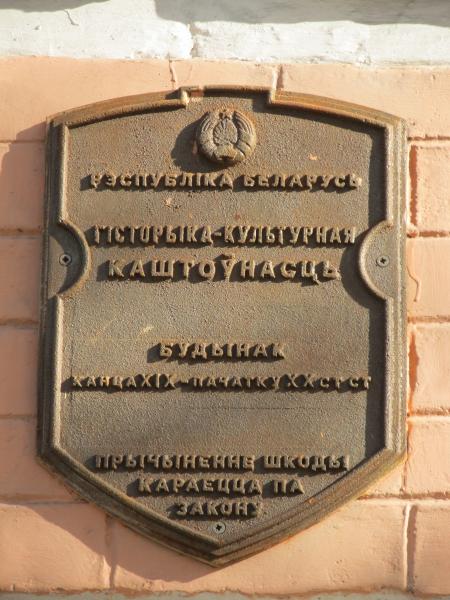 РЭСПУБЛІКА БЕЛАРУСЬ
ГІСТОРЫКА-КУЛЬТУРНАЯ
КАШТОЎНАСЦЬ
БУДЫНАК
КАНЦА XIX-ПАЧАТКУ XX СТ СТ
ПРЫЧЫНЕННЕ ШКОДЫ
КАРАЕЦЦА ПА
ЗАКОНУ